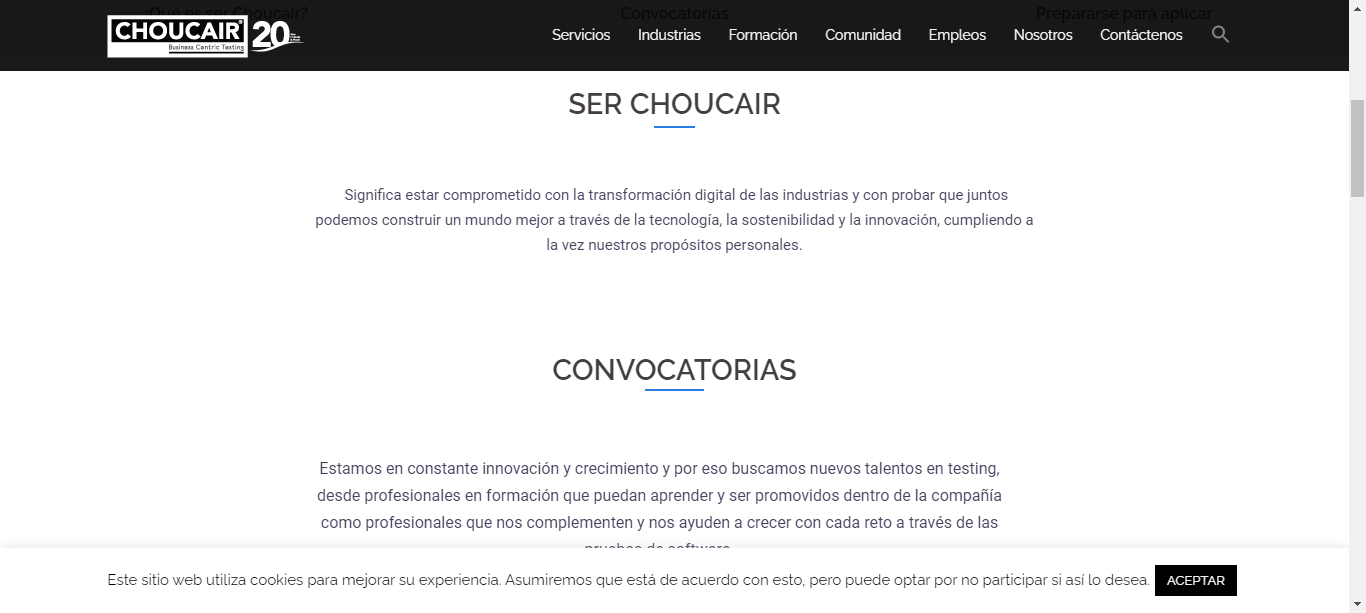 ¿Qué es ser Choucair?
Convocatorias
Prepararse para aplicar
CHOUCAIR
Business Centric Testing
20
Servicios
Industrias
Formación
Comunidad
Empleos
Nosotros
Contáctenos
SER CHOUCAIR
Significa estar comprometido con la transformación digital de las industrias y con probar que juntos
podemos construir un mundo mejor a través de la tecnología, la sostenibilidad y la innovación, cumpliendo a
la vez nuestros propósitos personales.
CONVOCATORIAS
Estamos en constante innovación y crecimiento y por eso buscamos nuevos talentos en testing,
desde profesionales en formación que puedan aprender y ser promovidos dentro de la compañía
como profesionales que nos complementen y nos ayuden a crecer con cada reto a través de las
pruebas de software.
Este sitio web utiliza cookies para mejorar su experiencia. Asumiremos que está de acuerdo con esto, pero puede optar por no participar si así lo desea.
ACEPTAR